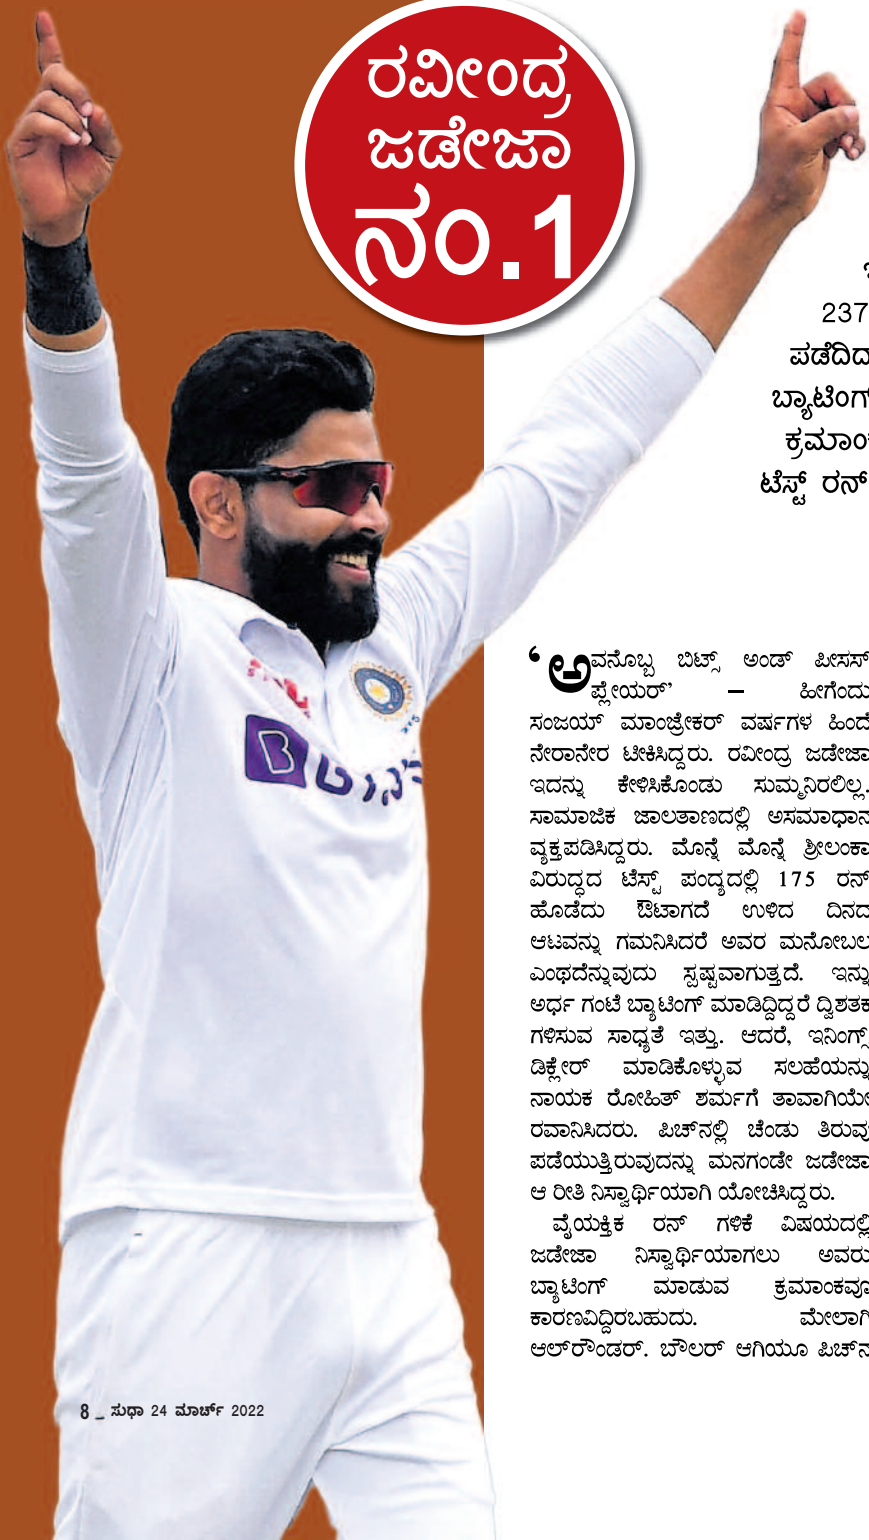 ರವೀಂದ್ರ
ಜಡೇಜಾ
ನಂ.1
237
ಪಡೆದಿದ
ಬ್ಯಾಟಿಂಗ್
ಕ್ರಮಾಂಕ
ಟೆಸ್ಟ್ ರನ್
‘ಅವನೊಬ್ಬ ಬಿಟ್ಸ್ ಅಂಡ್ ಪೀಸಸ್
ಪ್ಲೇಯರ್’ – ಹೀಗೆಂದು
ಸಂಜಯ್ ಮಾಂಜ್ರೇಕರ್ ವರ್ಷಗಳ ಹಿಂದೆ
ನೇರಾನೇರ ಟೀಕಿಸಿದ್ದರು. ರವೀಂದ್ರ ಜಡೇಜಾ
ಇದನ್ನು ಕೇಳಿಸಿಕೊಂಡು ಸುಮ್ಮನಿರಲಿಲ್ಲ.
ಸಾಮಾಜಿಕ ಜಾಲತಾಣದಲ್ಲಿ ಅಸಮಾಧಾನ
ವ್ಯಕ್ತಪಡಿಸಿದ್ದರು. ಮೊನ್ನೆ ಮೊನ್ನೆ ಶ್ರೀಲಂಕಾ
ವಿರುದ್ಧದ ಟೆಸ್ಟ್ ಪಂದ್ಯದಲ್ಲಿ 175 ರನ್
ಹೊಡೆದು ಔಟಾಗದೆ ಉಳಿದ ದಿನದ
ಆಟವನ್ನು ಗಮನಿಸಿದರೆ ಅವರ ಮನೋಬಲ
ಎಂಥದೆನ್ನುವುದು ಸ್ಪಷ್ಟವಾಗುತ್ತದೆ. ಇನ್ನು
ಅರ್ಧ ಗಂಟೆ ಬ್ಯಾಟಿಂಗ್ ಮಾಡಿದ್ದಿದ್ದರೆ ದ್ವಿಶತಕ
ಗಳಿಸುವ ಸಾಧ್ಯತೆ ಇತ್ತು. ಆದರೆ, ಇನಿಂಗ್ಸ್
ಡಿಕ್ಲೇರ್ ಮಾಡಿಕೊಳ್ಳುವ ಸಲಹೆಯನ್ನು
ನಾಯಕ ರೋಹಿತ್ ಶರ್ಮಗೆ ತಾವಾಗಿಯೇ
ರವಾನಿಸಿದರು. ಪಿಚ್‌ನಲ್ಲಿ ಚೆಂಡು ತಿರುವು
ಪಡೆಯುತ್ತಿರುವುದನ್ನು ಮನಗಂಡೇ ಜಡೇಜಾ
ಆ ರೀತಿ ನಿಸ್ವಾರ್ಥಿಯಾಗಿ ಯೋಚಿಸಿದ್ದರು.
ವೈಯಕ್ತಿಕ ರನ್ ಗಳಿಕೆ ವಿಷಯದಲ್ಲಿ
ಜಡೇಜಾ ನಿಸ್ವಾರ್ಥಿಯಾಗಲು ಅವರು
ಬ್ಯಾಟಿಂಗ್ ಮಾಡುವ ಕ್ರಮಾಂಕವೂ
ಕಾರಣವಿದ್ದಿರಬಹುದು. ಮೇಲಾಗಿ
ಆಲ್‌ರೌಂಡರ್. ಬೌಲರ್ ಆಗಿಯೂ ಪಿಚ್‌ನ
8 _ ಸುಧಾ 24 ಮಾರ್ಚ್ 2022